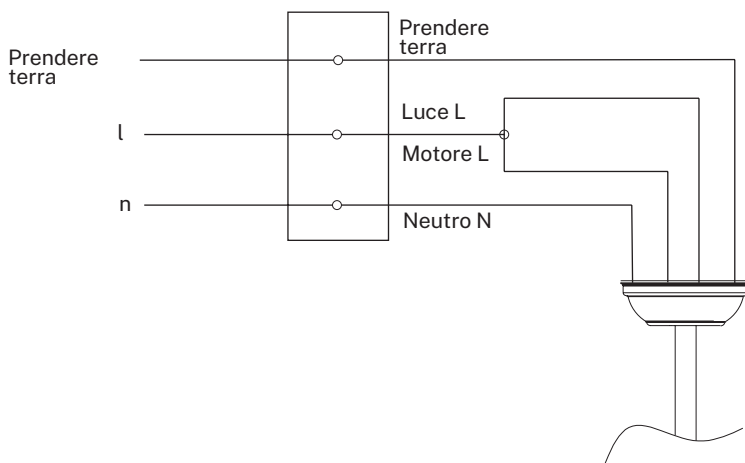 Prendere
terra
Prendere
terra
l
Luce L
Motore L
n
Neutro N